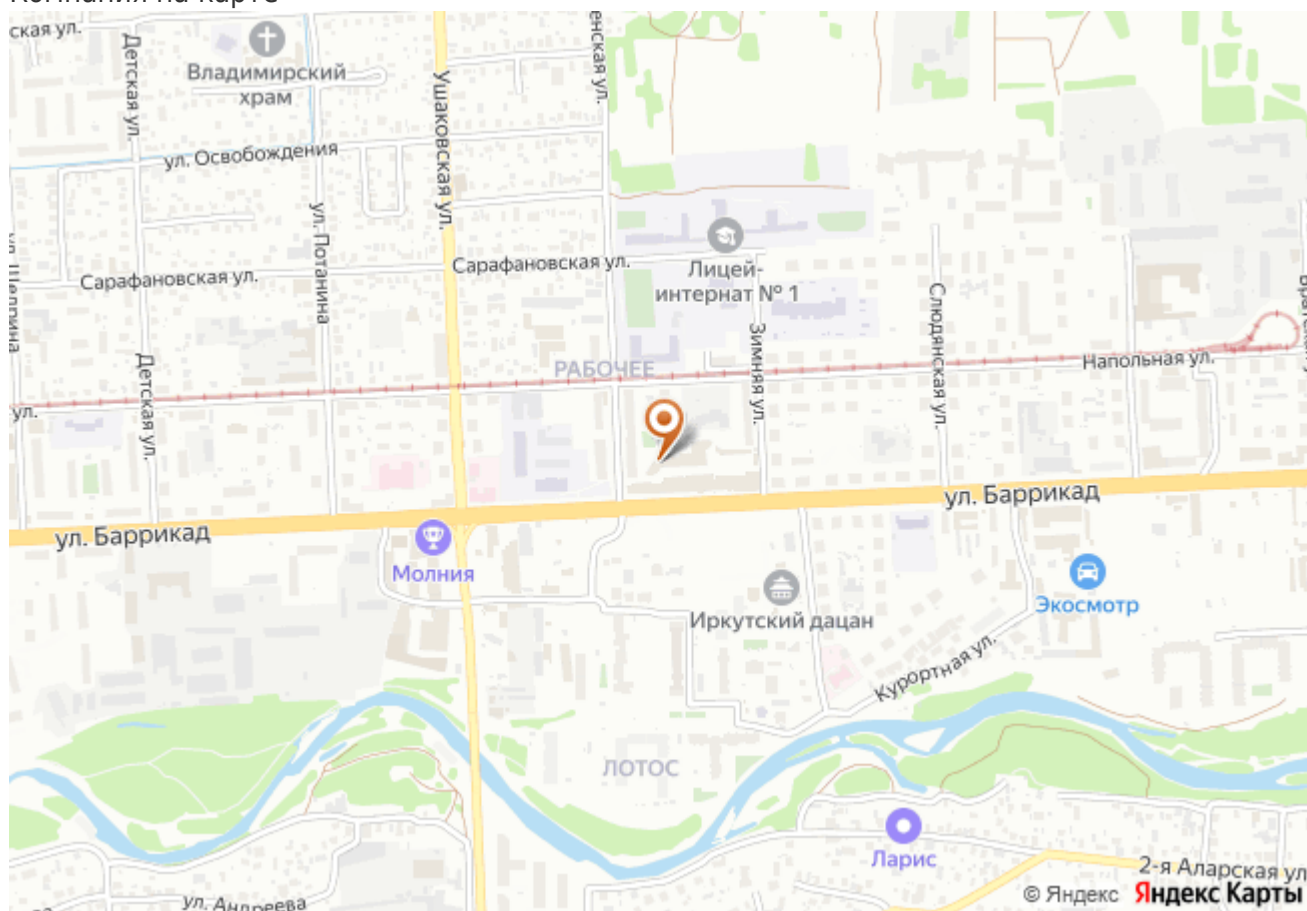 Компания на карте
ская ул.
Детская ул.
Владимирский
храм
Ушаковская ул.
енская ул.
ул. Освобождения
ул. Потанина
Сарафановская ул.
Сарафановская ул.
Лицей-
интернат № 1
Зимняя ул.
Слюдянская ул.
Детская ул.
РАБОЧЕЕ
Напольная ул.
ул.
ул. Баррикад
ул. Баррикад
Молния
Иркутский дацан
Экосмотр
Курортная ул.
ЛОТОС
Ларис
2-я Аларская ул
ул. Андреева
© Яндекс Яндекс Карты